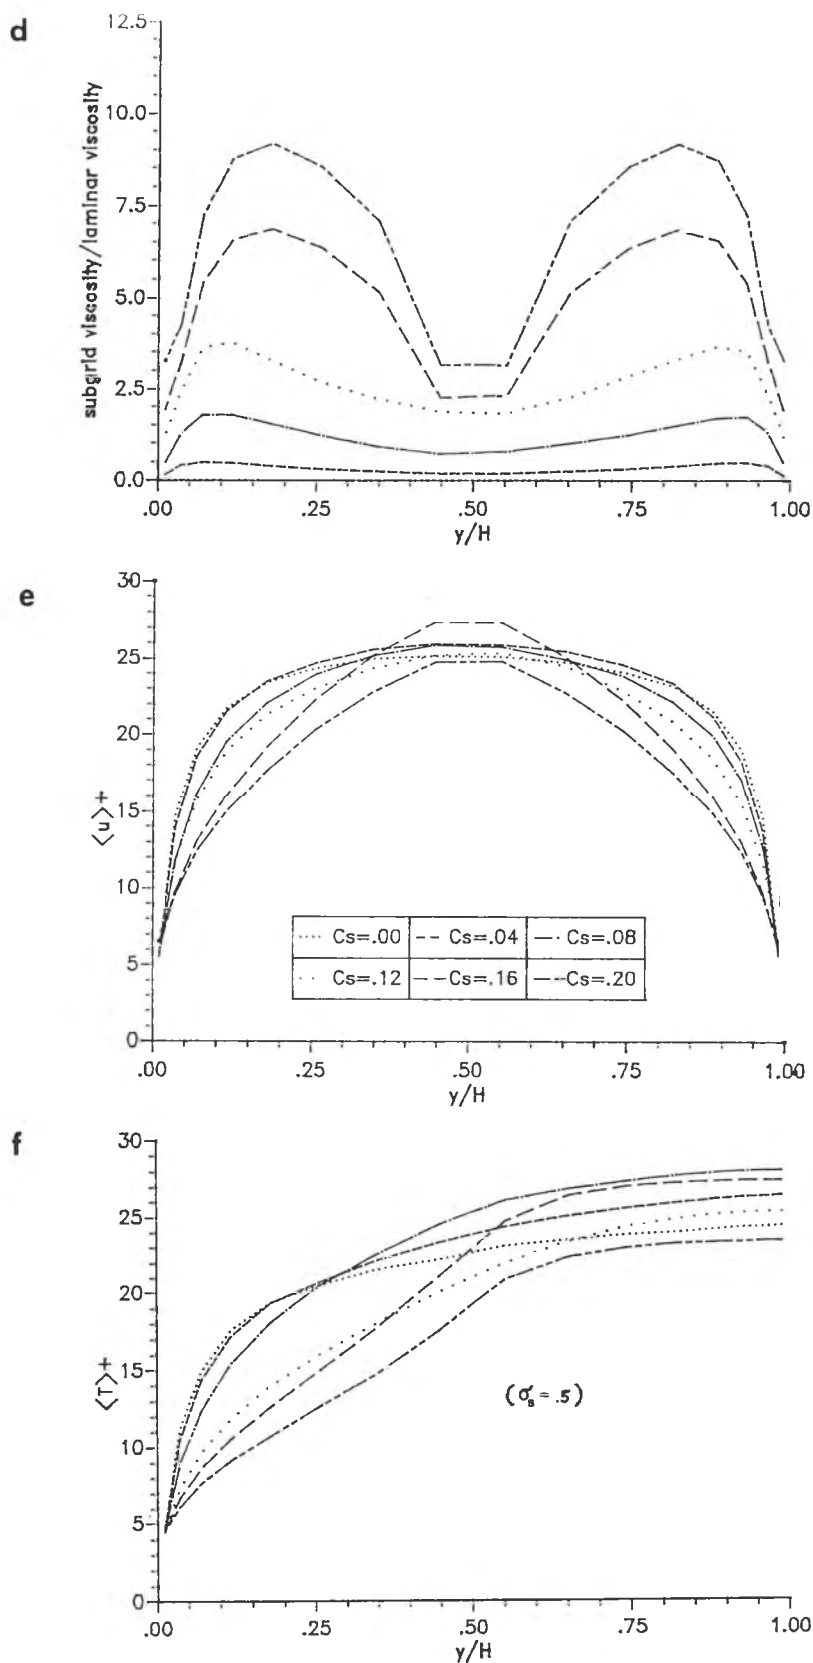 d
12.5
10.0
7.5
5.0
2.5
0.0
subgrid viscosity/laminar viscosity
.00 .25 .50 .75 1.00
y/H
e
30
25
20
15
10
5
0
⟨u⟩+
Cs=.00 Cs=.04 Cs=.08
Cs=.12 Cs=.16 Cs=.20
.00 .25 .50 .75 1.00
y/H
f
30
25
20
15
10
5
0
⟨T⟩+
(σs = .5)
.00 .25 .50 .75 1.00
y/H